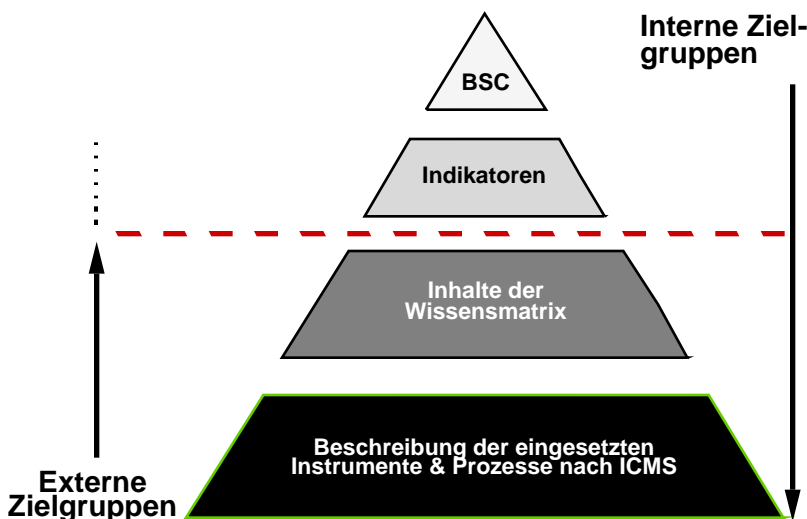 Interne Ziel-
gruppen
BSC
Indikatoren
Inhalte der
Wissensmatrix
Beschreibung der eingesetzten
Instrumente & Prozesse nach ICMS
Externe
Zielgruppen